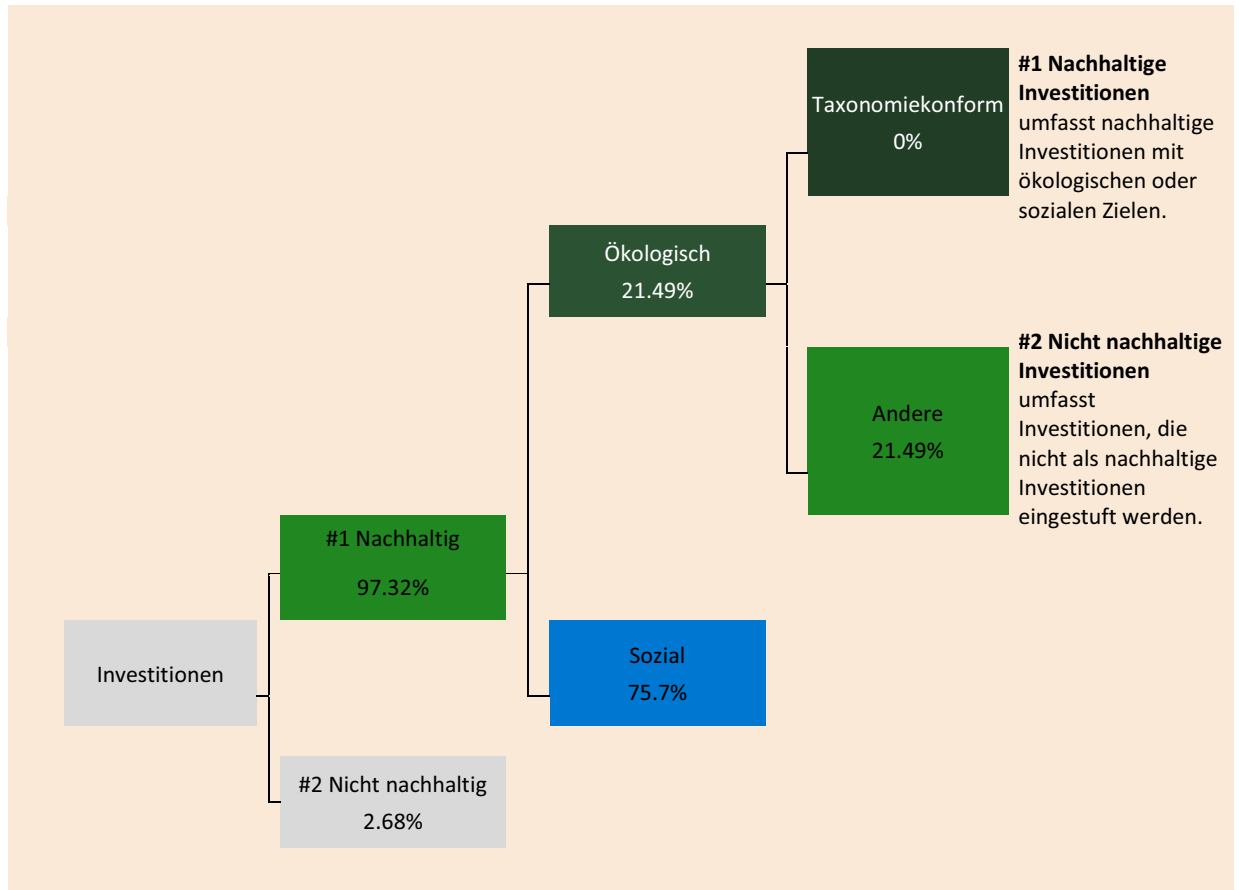 Taxonomiekonform
0%
#1 Nachhaltige
Investitionen
umfasst nachhaltige
Investitionen mit
ökologischen oder
sozialen Zielen.
Ökologisch
21.49%
#2 Nicht nachhaltige
Investitionen
umfasst
Investitionen, die
nicht als nachhaltige
Investitionen
eingestuft werden.
Andere
21.49%
#1 Nachhaltig
97.32%
Sozial
75.7%
Investitionen
#2 Nicht nachhaltig
2.68%